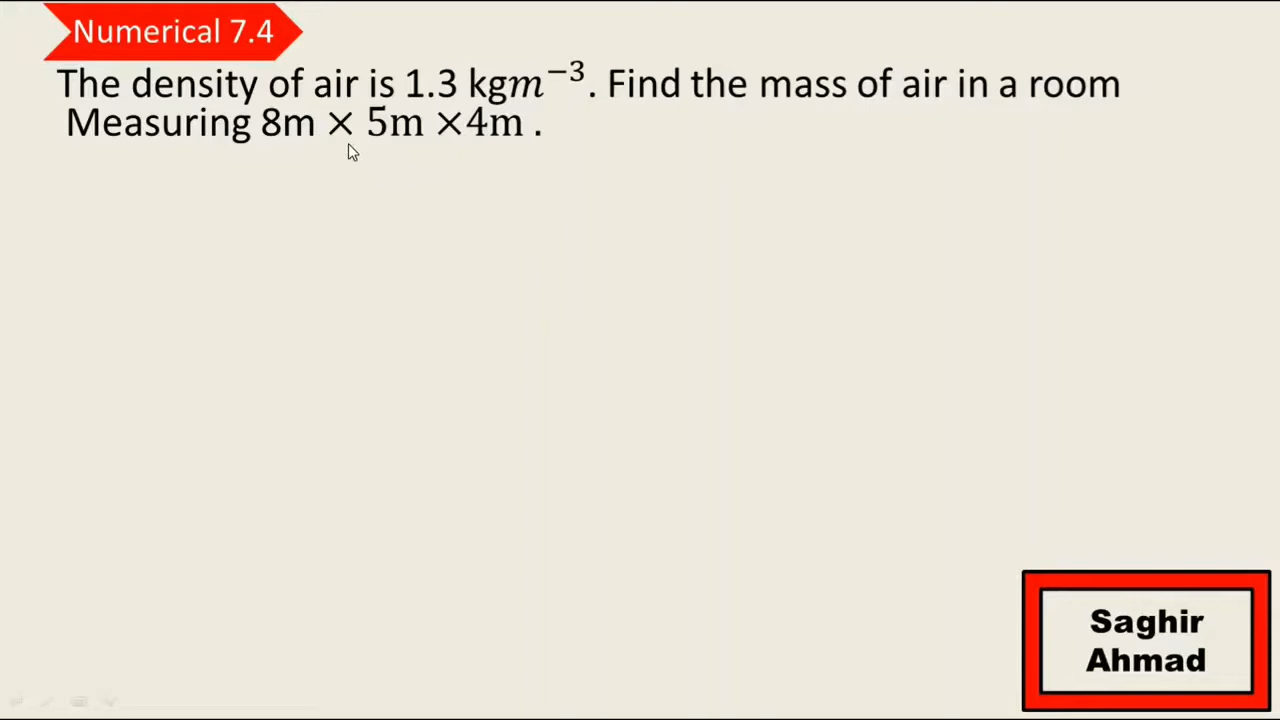 Numerical 7.4
The density of air is 1.3 kgm⁻³. Find the mass of air in a room
Measuring 8m × 5m ×4m .
Saghir
Ahmad